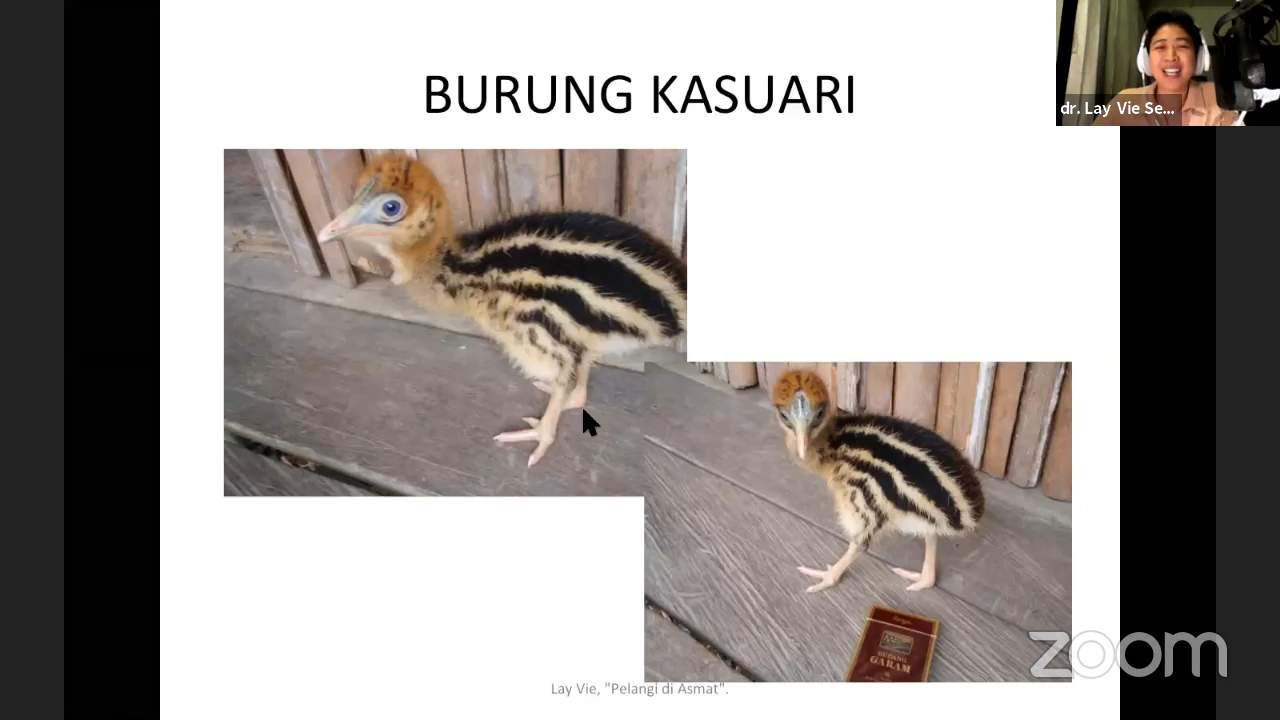 BURUNG KASUARI
dr. Lay Vie Se...
GUDANG
GARAM
Lay Vie, "Pelangi di Asmat".
zoom